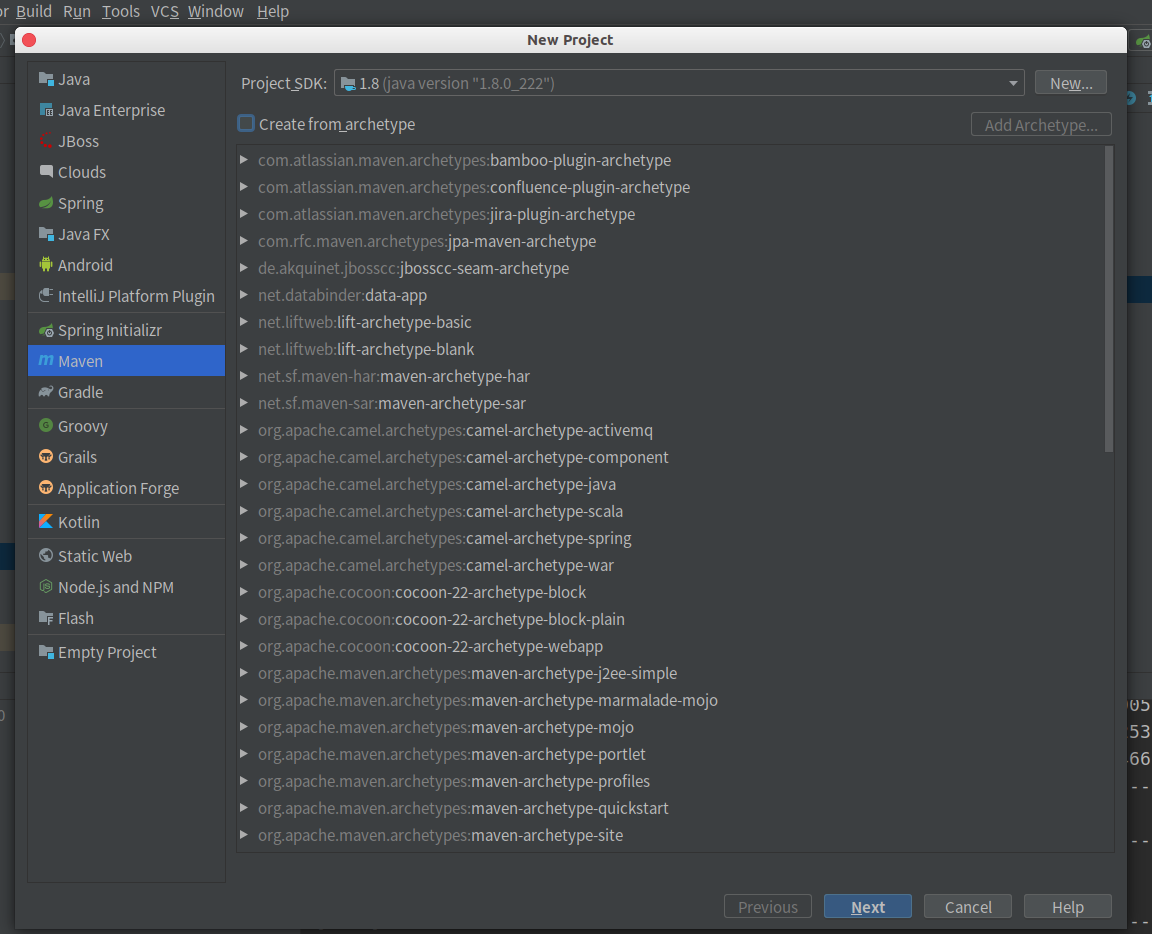 Build Run Tools VCS Window Help
New Project
Java
Java Enterprise
JBoss
Clouds
Spring
Java FX
Android
IntelliJ Platform Plugin
Spring Initializr
Maven
Gradle
Groovy
Grails
Application Forge
Kotlin
Static Web
Node.js and NPM
Flash
Empty Project
Project SDK: 1.8 (java version "1.8.0_222") New...
Create from archetype Add Archetype...
com.atlassian.maven.archetypes:bamboo-plugin-archetype
com.atlassian.maven.archetypes:confluence-plugin-archetype
com.atlassian.maven.archetypes:jira-plugin-archetype
com.rfc.maven.archetypes:jpa-maven-archetype
de.akquinet.jbosscc:jbosscc-seam-archetype
net.databinder:data-app
net.liftweb:lift-archetype-basic
net.liftweb:lift-archetype-blank
net.sf.maven-har:maven-archetype-har
net.sf.maven-sar:maven-archetype-sar
org.apache.camel.archetypes:camel-archetype-activemq
org.apache.camel.archetypes:camel-archetype-component
org.apache.camel.archetypes:camel-archetype-java
org.apache.camel.archetypes:camel-archetype-scala
org.apache.camel.archetypes:camel-archetype-spring
org.apache.camel.archetypes:camel-archetype-war
org.apache.cocoon:cocoon-22-archetype-block
org.apache.cocoon:cocoon-22-archetype-block-plain
org.apache.cocoon:cocoon-22-archetype-webapp
org.apache.maven.archetypes:maven-archetype-j2ee-simple
org.apache.maven.archetypes:maven-archetype-marmalade-mojo
org.apache.maven.archetypes:maven-archetype-mojo
org.apache.maven.archetypes:maven-archetype-portlet
org.apache.maven.archetypes:maven-archetype-profiles
org.apache.maven.archetypes:maven-archetype-quickstart
org.apache.maven.archetypes:maven-archetype-site
Previous Next Cancel Help